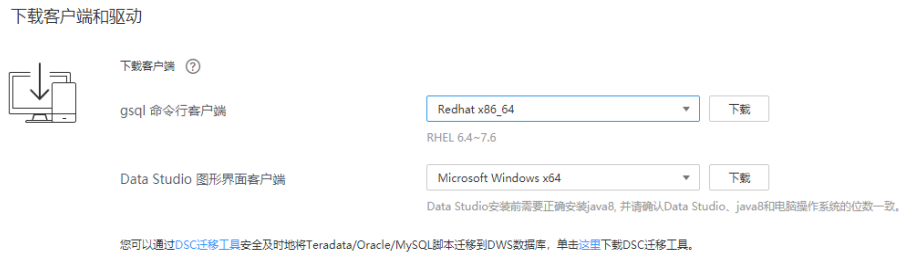 下载客户端和驱动
下载客户端 ?
gsql 命令行客户端 Redhat x86_64 下载
RHEL 6.4~7.6
Data Studio 图形界面客户端 Microsoft Windows x64 下载
Data Studio安装前需要正确安装java8, 并请确认Data Studio、java8和电脑操作系统的位数一致。
您可以通过DSC迁移工具安全及时地将Teradata/Oracle/MySQL脚本迁移到DWS数据库，单击这里下载DSC迁移工具。